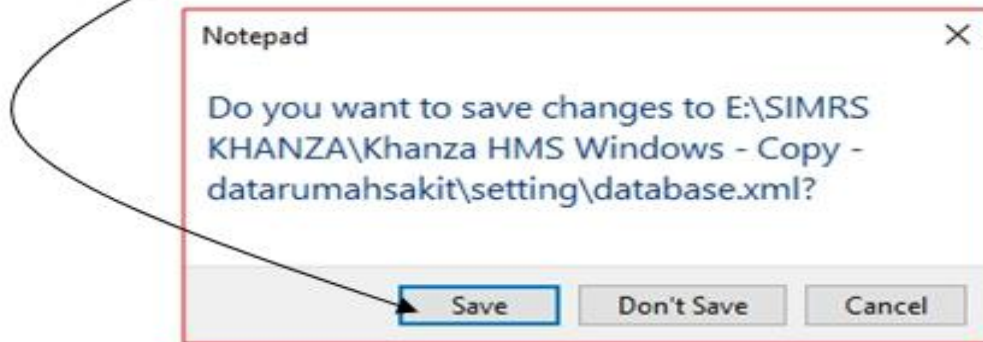 Notepad
Do you want to save changes to E:\SIMRS
KHANZA\Khanza HMS Windows - Copy -
datarumahsakit\setting\database.xml?
Save Don't Save Cancel